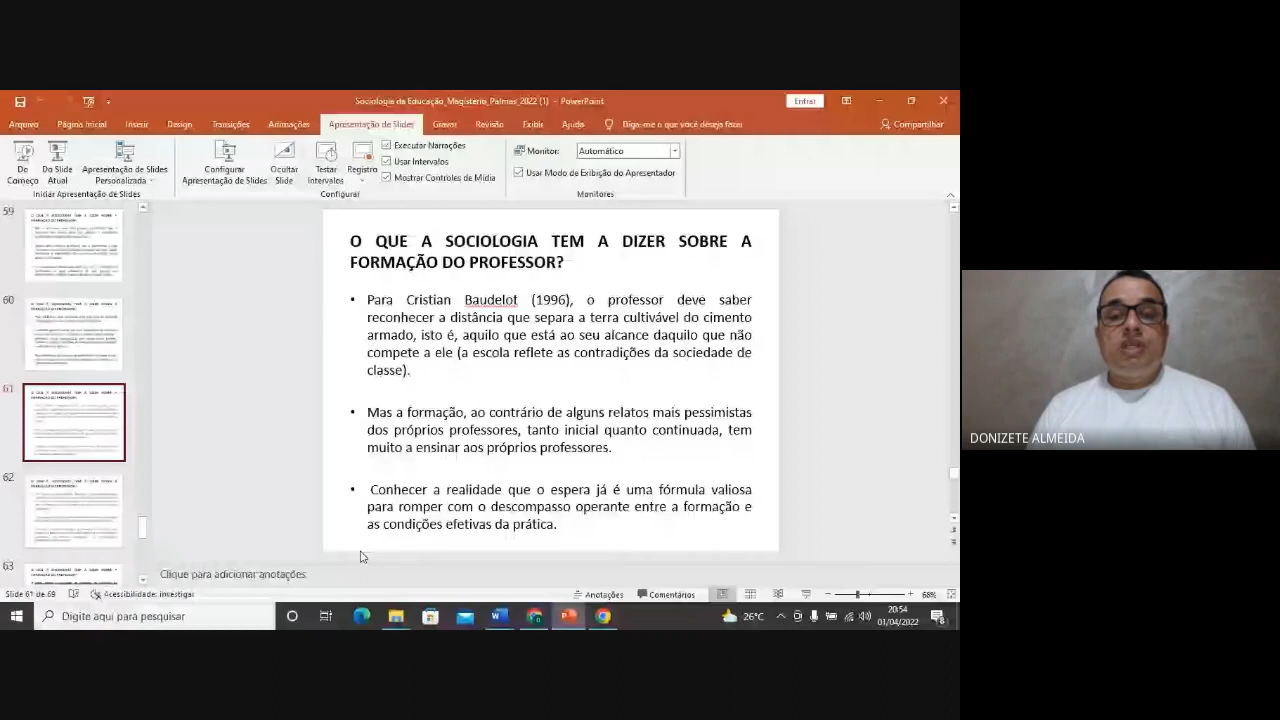 Sociologia da Educação_Magistério_Palmas_2022 (1) - PowerPoint
Entrar
Arquivo Página Inicial Inserir Design Transições Animações Apresentação de Slides Gravar Revisão Exibir Ajuda Diga-me o que você deseja fazer Compartilhar
Do Começo
Do Slide Atual
Apresentação de Slides Personalizada
Configurar Apresentação de Slides
Ocultar Slide
Testar Intervalos
Registro
Executar Narrações
Usar Intervalos
Mostrar Controles de Mídia
Monitor: Automático
Usar Modo de Exibição do Apresentador
Iniciar Apresentação de Slides Configurar Monitores
59
60
61
62
63
O QUE A SOCIOLOGIA TEM A DIZER SOBRE A
FORMAÇÃO DO PROFESSOR?
• Para Cristian Baudelot (1996), o professor deve saber
reconhecer a distância que separa a terra cultivável do cimento
armado, isto é, aquilo que está ao seu alcance daquilo que não
compete a ele (como resolver as contradições da sociedade de
classe).
• Mas a formação, ao contrário de alguns relatos mais pessimistas
dos próprios professores, tanto inicial quanto continuada, tem
muito a ensinar aos próprios professores.
• Conhecer a realidade que o espera já é uma fórmula valiosa
para romper com o descompasso operante entre a formação e
as condições efetivas da prática.
Clique para adicionar anotações
Slide 61 de 69 Acessibilidade: investigar Anotações Comentários 68%
Digite aqui para pesquisar
26°C
20:54
01/04/2022
DONIZETE ALMEIDA